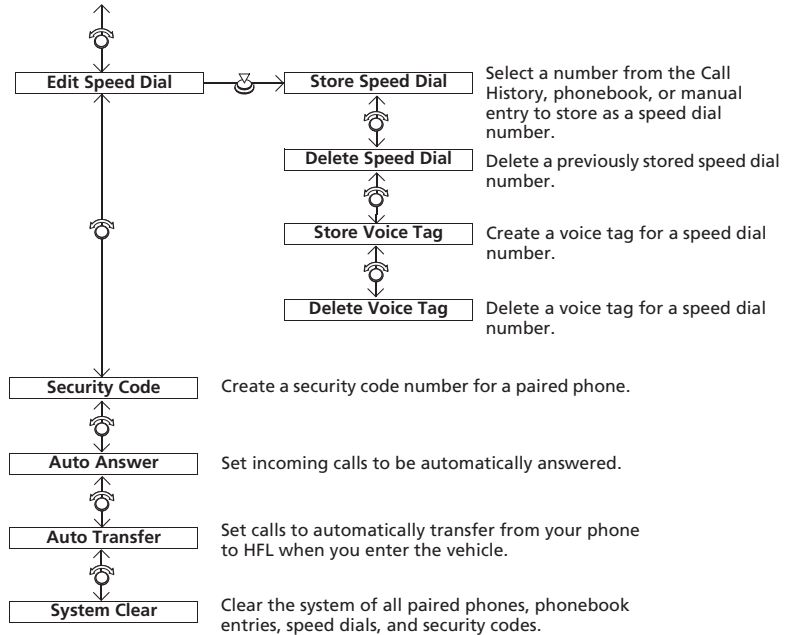 Edit Speed Dial
Store Speed Dial
Select a number from the Call
History, phonebook, or manual
entry to store as a speed dial
number.
Delete Speed Dial
Delete a previously stored speed dial
number.
Store Voice Tag
Create a voice tag for a speed dial
number.
Delete Voice Tag
Delete a voice tag for a speed dial
number.
Security Code
Create a security code number for a paired phone.
Auto Answer
Set incoming calls to be automatically answered.
Auto Transfer
Set calls to automatically transfer from your phone
to HFL when you enter the vehicle.
System Clear
Clear the system of all paired phones, phonebook
entries, speed dials, and security codes.